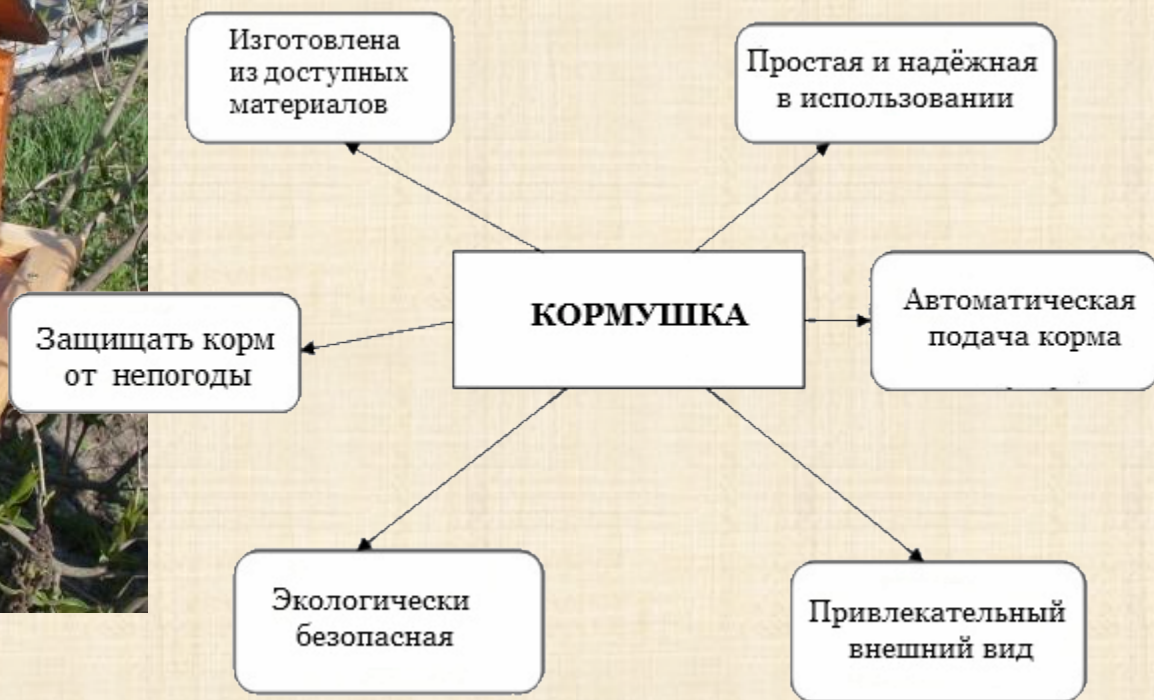 Изготовлена
из доступных
материалов
Простая и надёжная
в использовании
КОРМУШКА
Автоматическая
подача корма
Защищать корм
от непогоды
Экологически
безопасная
Привлекательный
внешний вид